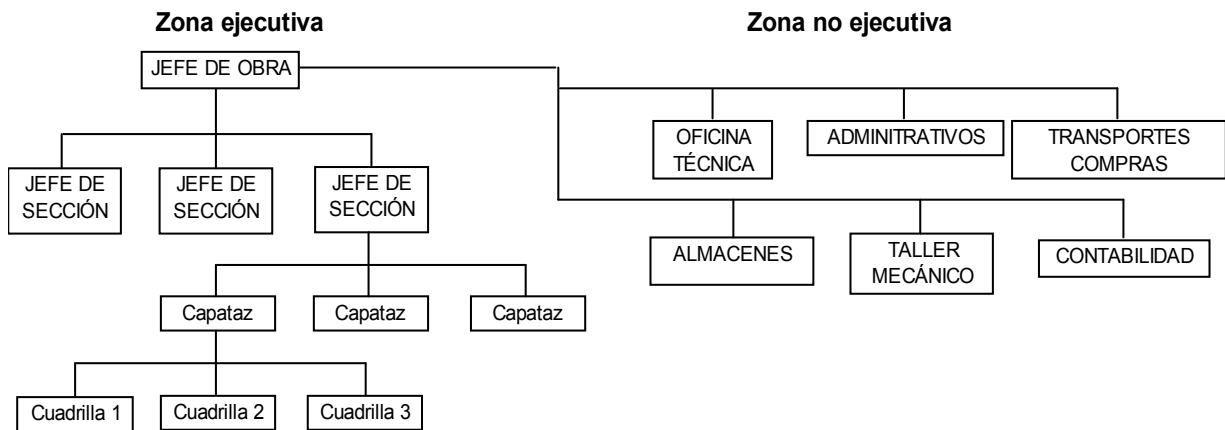 Zona ejecutiva
Zona no ejecutiva
JEFE DE OBRA
OFICINA
TÉCNICA
ADMINITRATIVOS
TRANSPORTES
COMPRAS
JEFE DE
SECCIÓN
JEFE DE
SECCIÓN
JEFE DE
SECCIÓN
ALMACENES
TALLER
MECÁNICO
CONTABILIDAD
Capataz
Capataz
Capataz
Cuadrilla 1
Cuadrilla 2
Cuadrilla 3